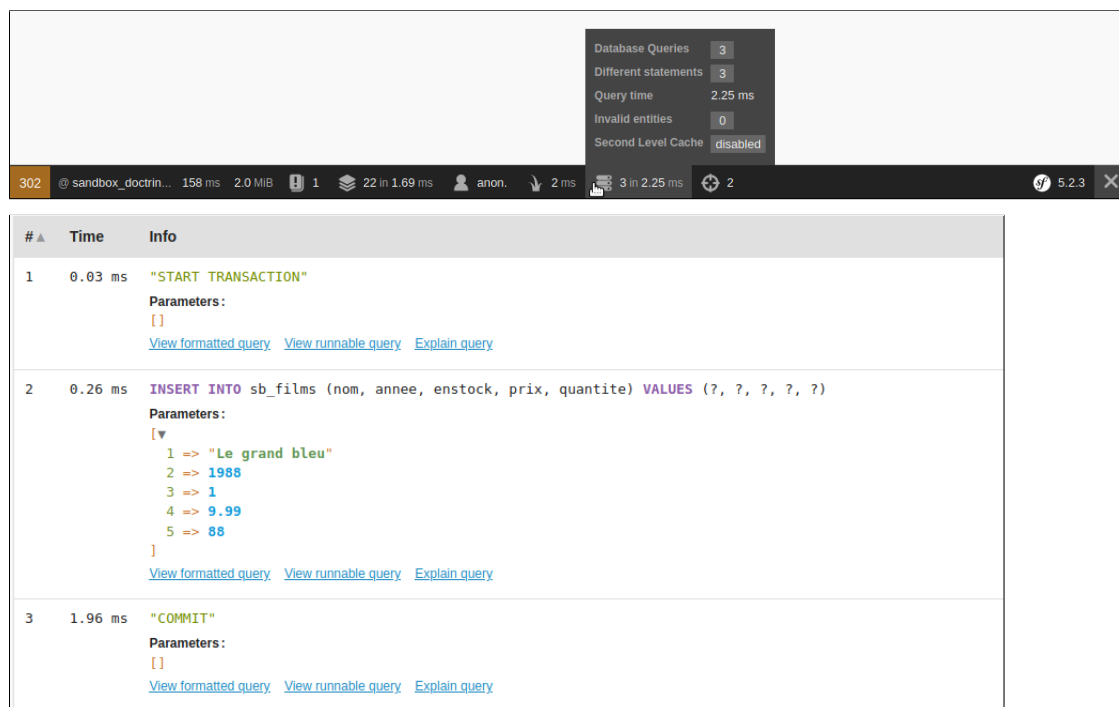 Database Queries 3
Different statements 3
Query time 2.25 ms
Invalid entities 0
Second Level Cache disabled
302 @ sandbox_doctrin... 158 ms 2.0 MiB 1 22 in 1.69 ms anon. 2 ms 3 in 2.25 ms 2 sf 5.2.3
#▲ Time Info
1 0.03 ms "START TRANSACTION"
Parameters:
[]
View formatted query View runnable query Explain query
2 0.26 ms INSERT INTO sb_films (nom, annee, enstock, prix, quantite) VALUES (?, ?, ?, ?, ?)
Parameters:
[▼
1 => "Le grand bleu"
2 => 1988
3 => 1
4 => 9.99
5 => 88
]
View formatted query View runnable query Explain query
3 1.96 ms "COMMIT"
Parameters:
[]
View formatted query View runnable query Explain query